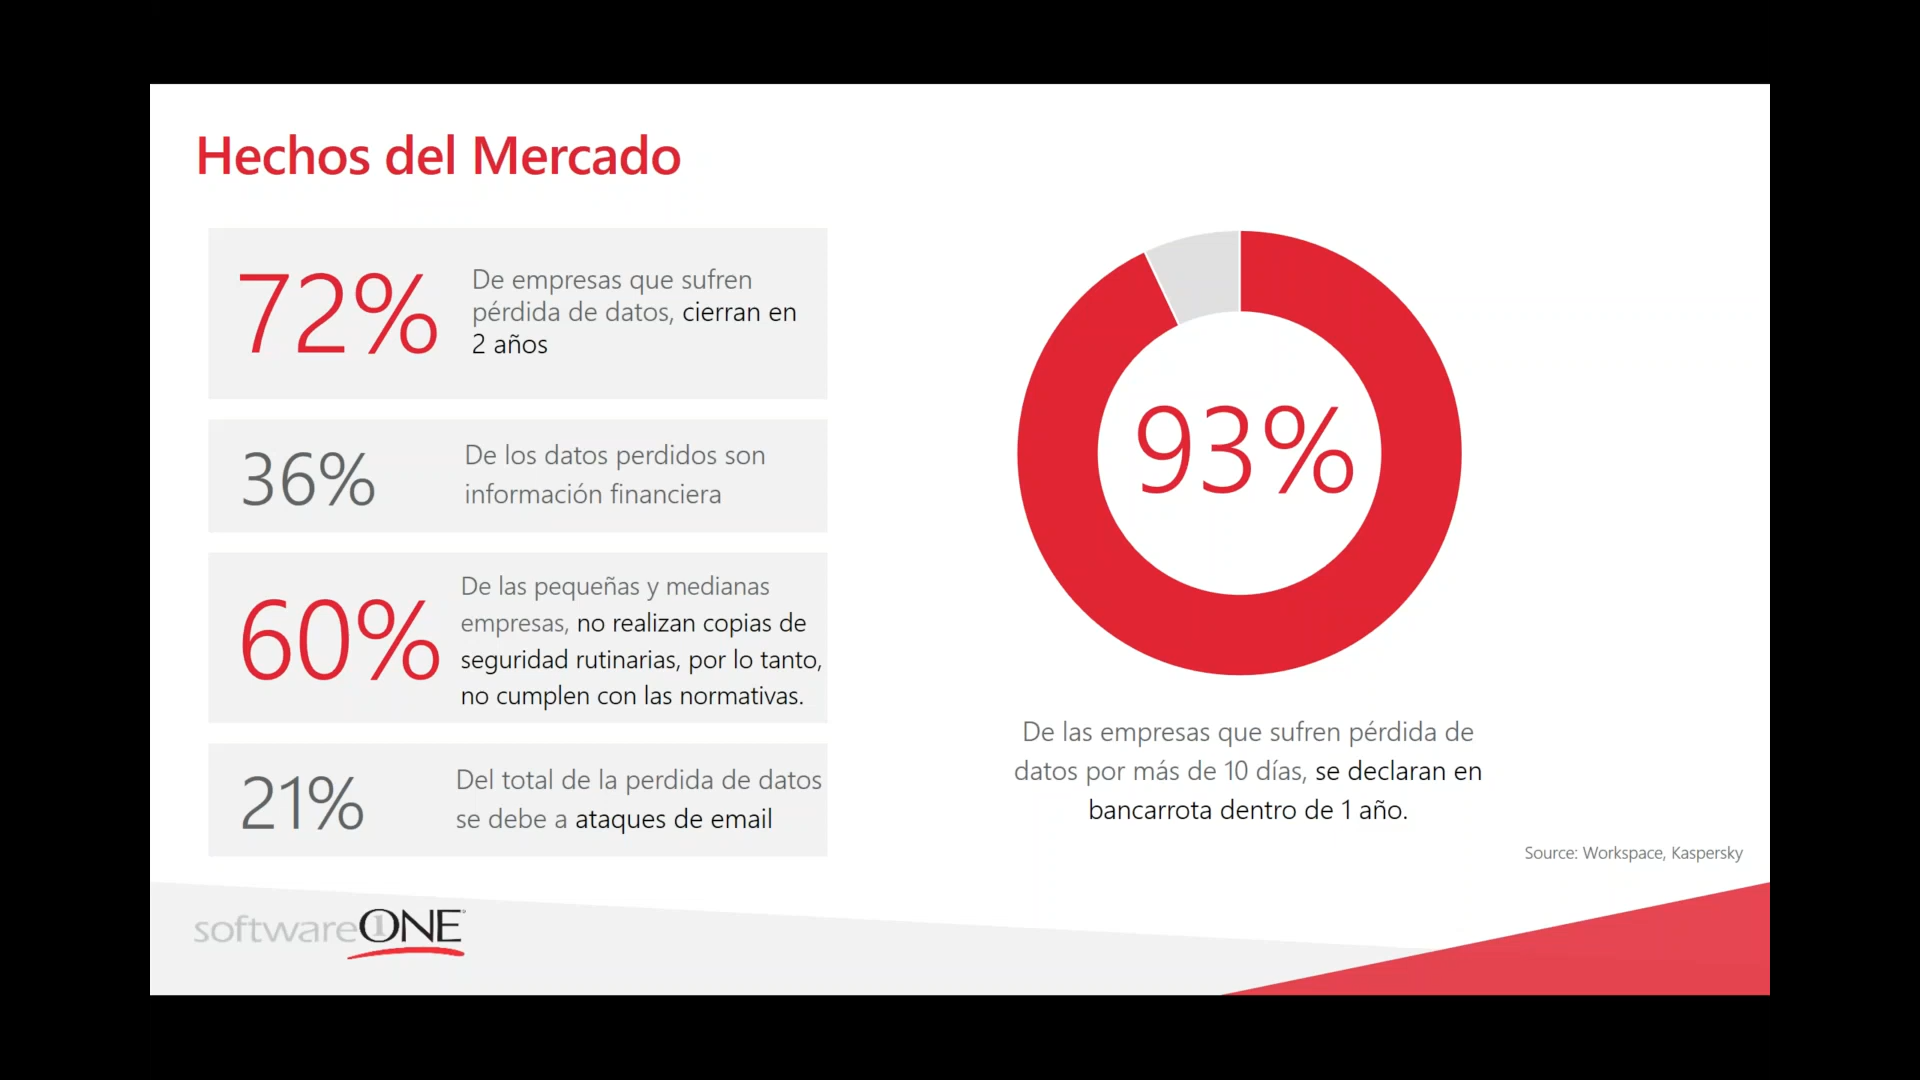 Hechos del Mercado
72%
De empresas que sufren
pérdida de datos, cierran en
2 años
36%
De los datos perdidos son
información financiera
60%
De las pequeñas y medianas
empresas, no realizan copias de
seguridad rutinarias, por lo tanto,
no cumplen con las normativas.
21%
Del total de la perdida de datos
se debe a ataques de email
93%
De las empresas que sufren pérdida de
datos por más de 10 días, se declaran en
bancarrota dentro de 1 año.
Source: Workspace, Kaspersky
softwareONE